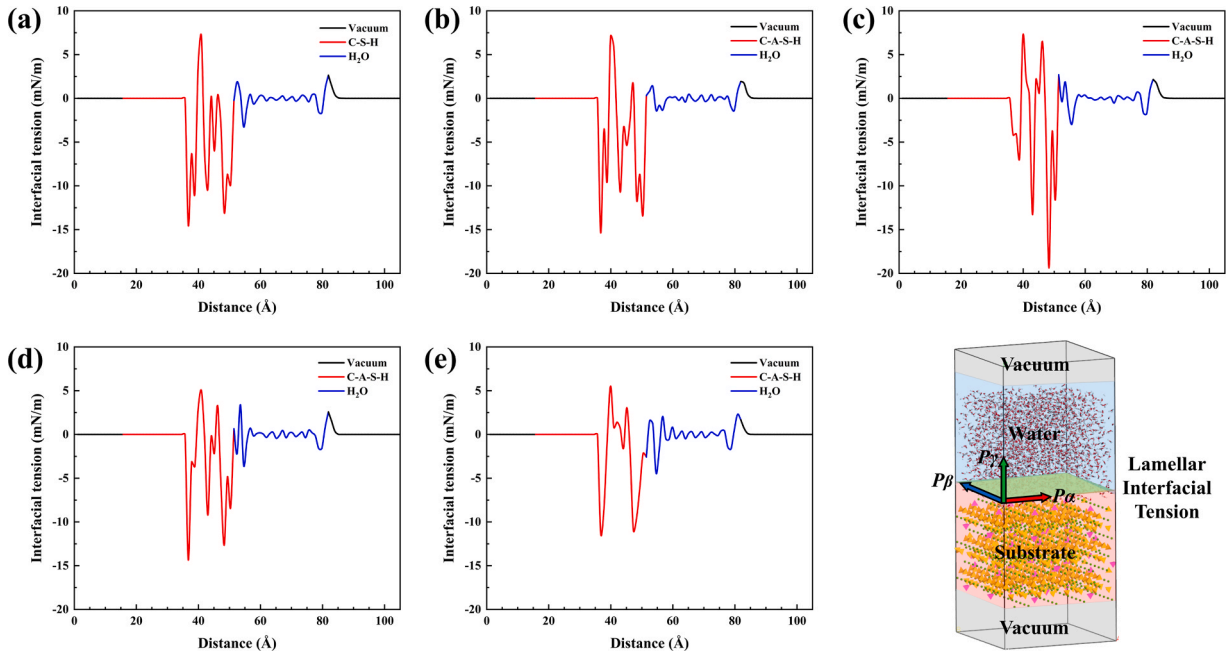 (a)
10
5
0
-5
-10
-15
-20
Interfacial tension (mN/m)
Vacuum
C-S-H
H₂O
0 20 40 60 80 100
Distance (Å)
(b)
10
5
0
-5
-10
-15
-20
Interfacial tension (mN/m)
Vacuum
C-A-S-H
H₂O
0 20 40 60 80 100
Distance (Å)
(c)
10
5
0
-5
-10
-15
-20
Interfacial tension (mN/m)
Vacuum
C-A-S-H
H₂O
0 20 40 60 80 100
Distance (Å)
(d)
10
5
0
-5
-10
-15
-20
Interfacial tension (mN/m)
Vacuum
C-A-S-H
H₂O
0 20 40 60 80 100
Distance (Å)
(e)
10
5
0
-5
-10
-15
-20
Interfacial tension (mN/m)
Vacuum
C-A-S-H
H₂O
0 20 40 60 80 100
Distance (Å)
Vacuum
Water
Pγ
Pβ
Pα
Substrate
Vacuum
Lamellar
Interfacial
Tension